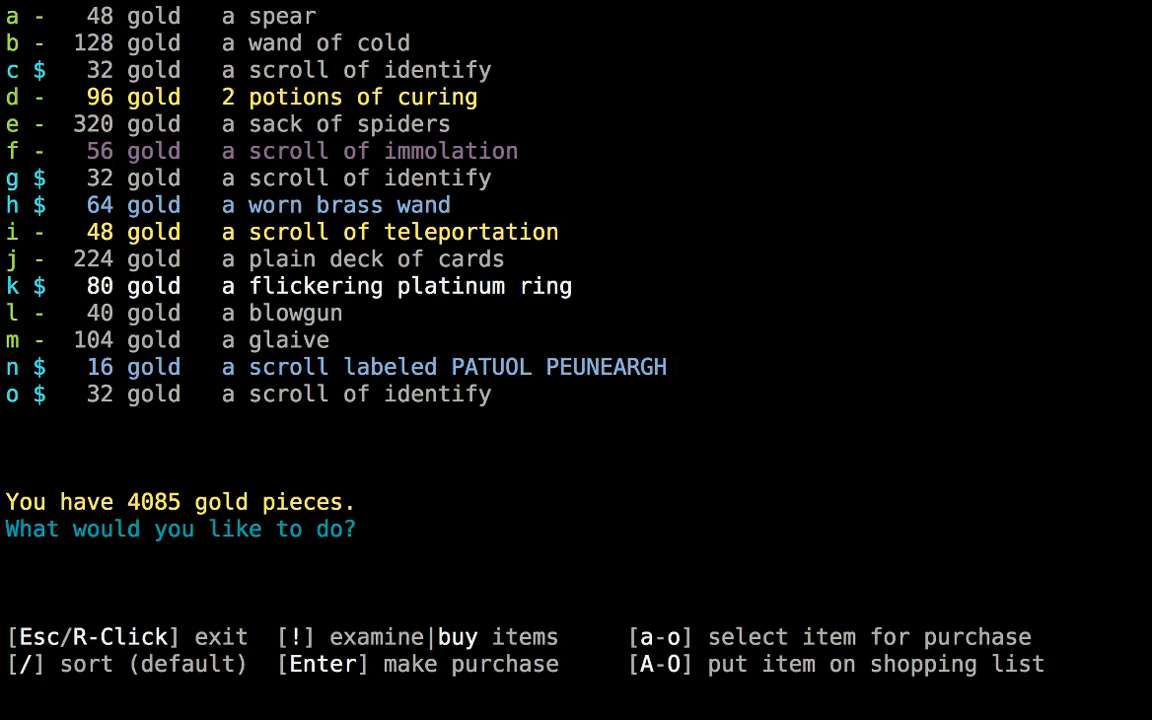 a -   48 gold   a spear
b -  128 gold   a wand of cold
c $   32 gold   a scroll of identify
d -   96 gold   2 potions of curing
e -  320 gold   a sack of spiders
f -   56 gold   a scroll of immolation
g $   32 gold   a scroll of identify
h $   64 gold   a worn brass wand
i -   48 gold   a scroll of teleportation
j -  224 gold   a plain deck of cards
k $   80 gold   a flickering platinum ring
l -   40 gold   a blowgun
m -  104 gold   a glaive
n $   16 gold   a scroll labeled PATUOL PEUNEARGH
o $   32 gold   a scroll of identify
You have 4085 gold pieces.
What would you like to do?
[Esc/R-Click] exit  [!] examine|buy items     [a-o] select item for purchase
[/] sort (default)  [Enter] make purchase     [A-O] put item on shopping list